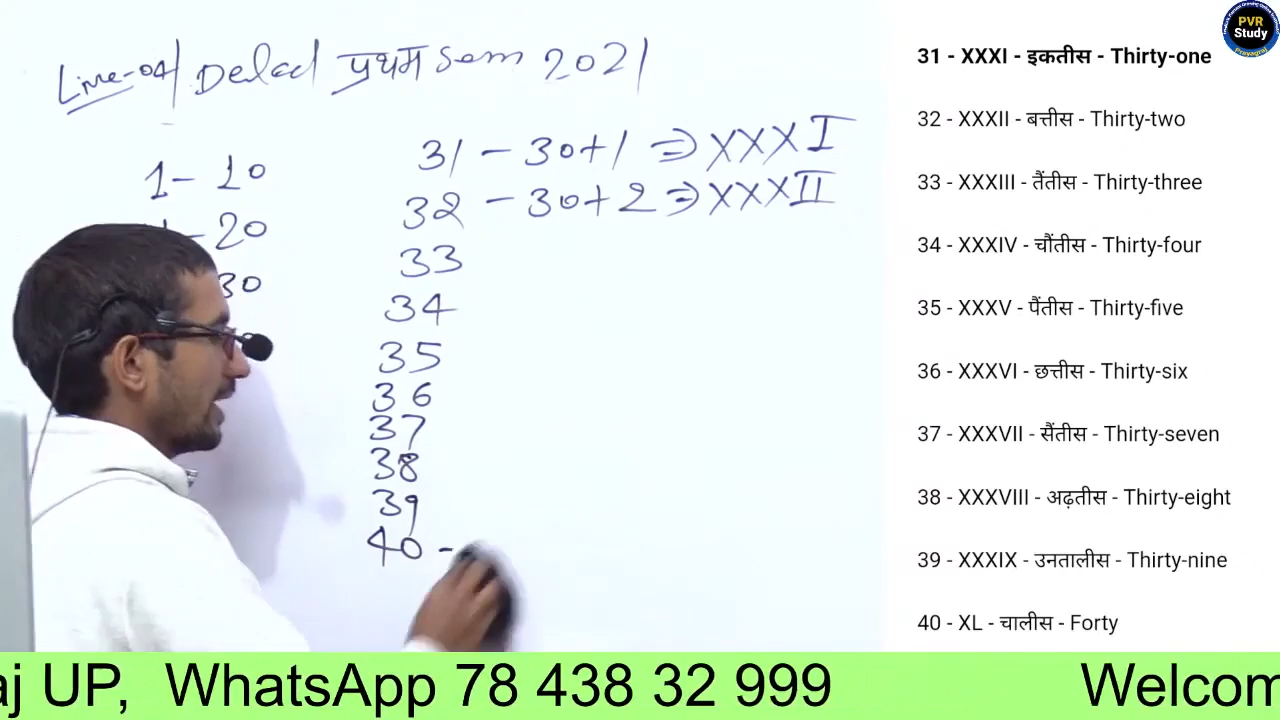 Live-04
प्रथम Sem 2021
1- 10
-20
30
31 - 30+1 ⇒ XXXI
32 - 30+2 ⇒ XXXII
33
34
35
36
37
38
39
40 -
PVR
Study
Prayagraj
31 - XXXI - इकतीस - Thirty-one
32 - XXXII - बत्तीस - Thirty-two
33 - XXXIII - तैंतीस - Thirty-three
34 - XXXIV - चौंतीस - Thirty-four
35 - XXXV - पैंतीस - Thirty-five
36 - XXXVI - छत्तीस - Thirty-six
37 - XXXVII - सैंतीस - Thirty-seven
38 - XXXVIII - अढ़तीस - Thirty-eight
39 - XXXIX - उनतालीस - Thirty-nine
40 - XL - चालीस - Forty
aj UP, WhatsApp 78 438 32 999 Welcom